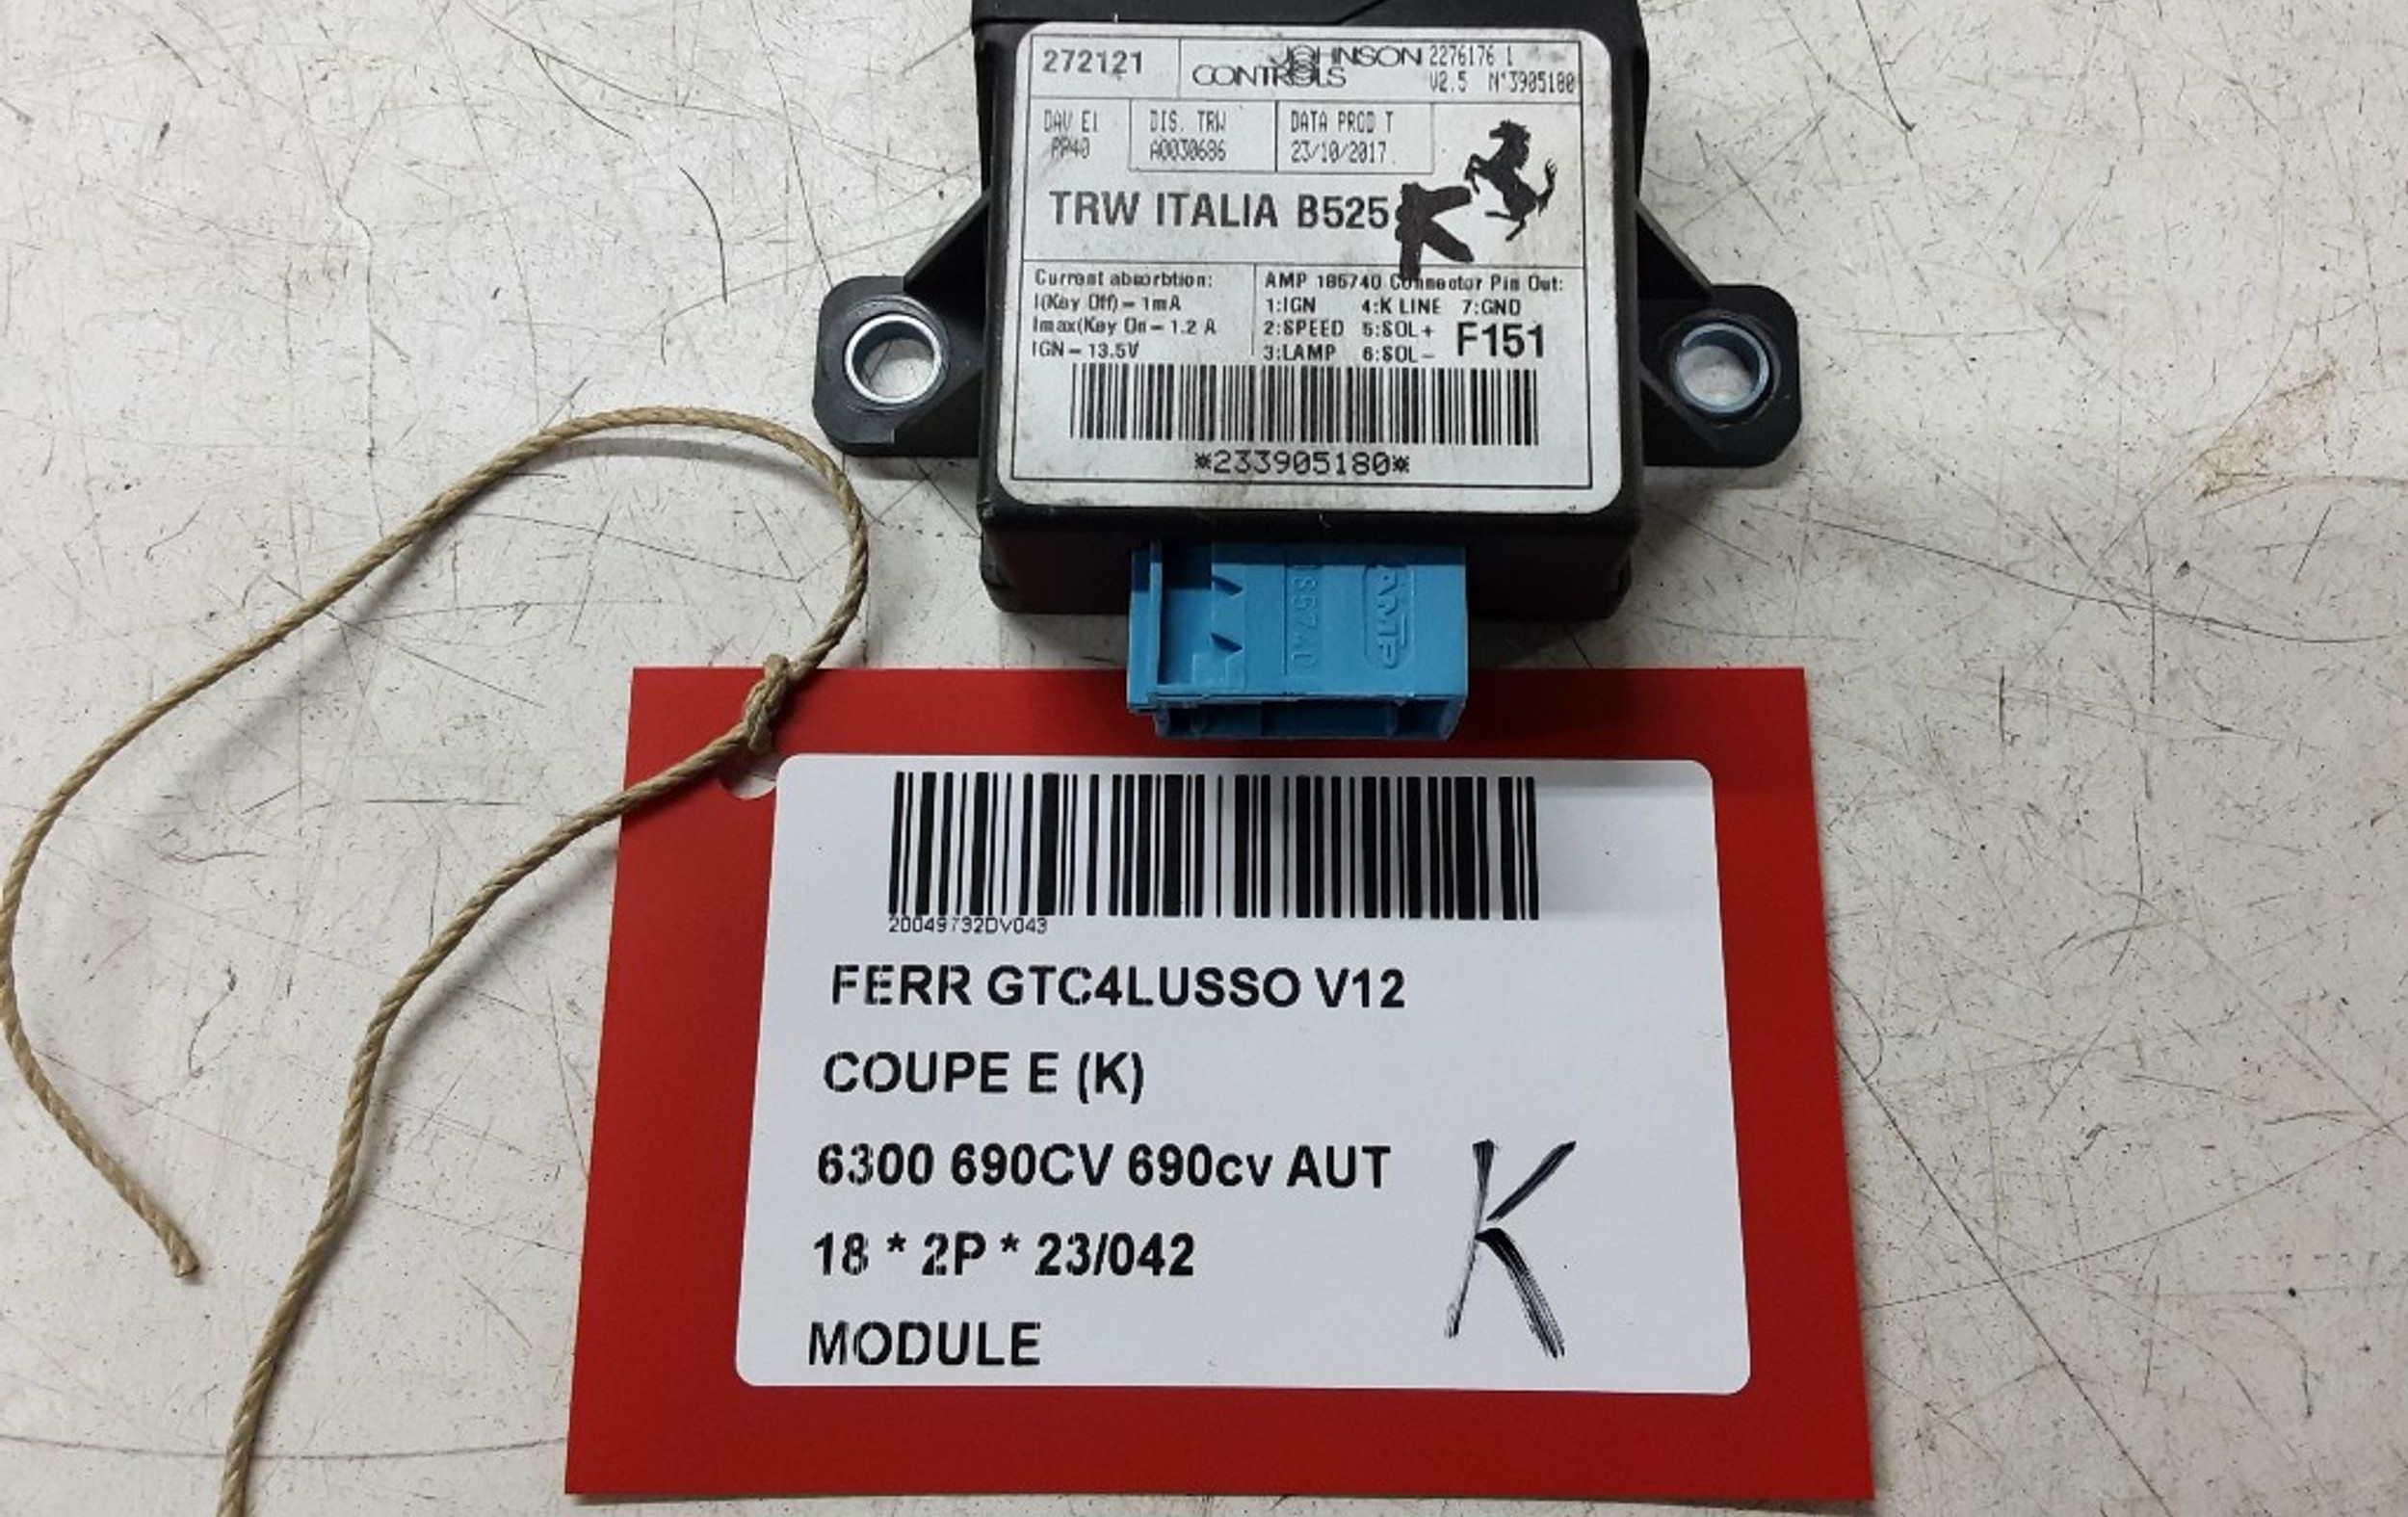 272121
JOHNSON CONTROLS
2276176 1
V2.5 N°3905180
DAV E1
PP40
DIS. TRW
A0030686
DATA PROD T
23/10/2017
TRW ITALIA B525
K
Current absorbtion:
I(Key Off) – 1mA
Imax(Key On – 1.2 A
IGN – 13.5V
AMP 185740 Connector Pin Out:
1:IGN 4:K LINE 7:GND
2:SPEED 5:SOL+
3:LAMP 6:SOL–
F151
*233905180*
185740
AMP
20049732DV043
FERR GTC4LUSSO V12
COUPE E (K)
6300 690CV 690cv AUT
18 * 2P * 23/042
MODULE
K